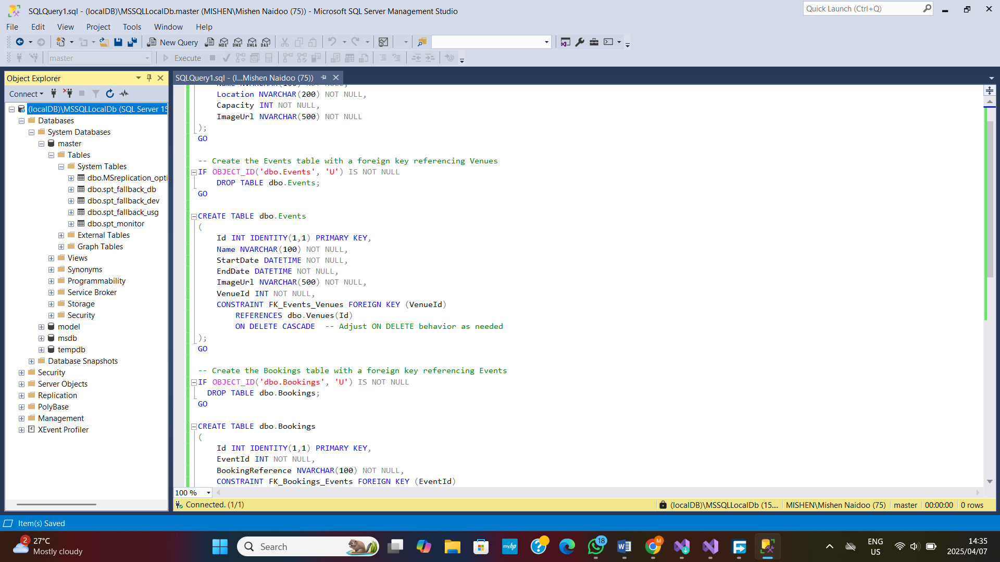 SQLQuery1.sql - (localDB)\MSSQLLocalDb.master (MISHEN\Mishen Naidoo (75)) - Microsoft SQL Server Management Studio
Quick Launch (Ctrl+Q)
File Edit View Project Tools Window Help
New Query
MDX DMX XMLA DAX
master
Execute
Object Explorer
Connect
(localDB)\MSSQLLocalDb (SQL Server 15
Databases
System Databases
master
Tables
System Tables
dbo.MSreplication_opti
dbo.spt_fallback_db
dbo.spt_fallback_dev
dbo.spt_fallback_usg
dbo.spt_monitor
External Tables
Graph Tables
Views
Synonyms
Programmability
Service Broker
Storage
Security
model
msdb
tempdb
Database Snapshots
Security
Server Objects
Replication
PolyBase
Management
XEvent Profiler
SQLQuery1.sql - (l...Mishen Naidoo (75))
Name NVARCHAR(100) NOT NULL,
Location NVARCHAR(200) NOT NULL,
Capacity INT NOT NULL,
ImageUrl NVARCHAR(500) NOT NULL
);
GO
-- Create the Events table with a foreign key referencing Venues
IF OBJECT_ID('dbo.Events', 'U') IS NOT NULL
DROP TABLE dbo.Events;
GO
CREATE TABLE dbo.Events
(
Id INT IDENTITY(1,1) PRIMARY KEY,
Name NVARCHAR(100) NOT NULL,
StartDate DATETIME NOT NULL,
EndDate DATETIME NOT NULL,
ImageUrl NVARCHAR(500) NOT NULL,
VenueId INT NOT NULL,
CONSTRAINT FK_Events_Venues FOREIGN KEY (VenueId)
REFERENCES dbo.Venues(Id)
ON DELETE CASCADE -- Adjust ON DELETE behavior as needed
);
GO
-- Create the Bookings table with a foreign key referencing Events
IF OBJECT_ID('dbo.Bookings', 'U') IS NOT NULL
DROP TABLE dbo.Bookings;
GO
CREATE TABLE dbo.Bookings
(
Id INT IDENTITY(1,1) PRIMARY KEY,
EventId INT NOT NULL,
BookingReference NVARCHAR(100) NOT NULL,
CONSTRAINT FK_Bookings_Events FOREIGN KEY (EventId)
100 %
Connected. (1/1)
(localDB)\MSSQLLocalDb (15.... MISHEN\Mishen Naidoo (75) master 00:00:00 0 rows
Item(s) Saved
2
27°C
Mostly cloudy
Search
myhp
18
M
ENG
US
14:35
2025/04/07